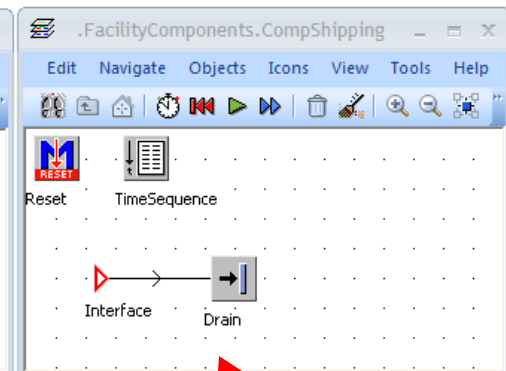 .FacilityComponents.CompShipping
Edit Navigate Objects Icons View Tools Help
RESET
Reset TimeSequence
Interface
Drain